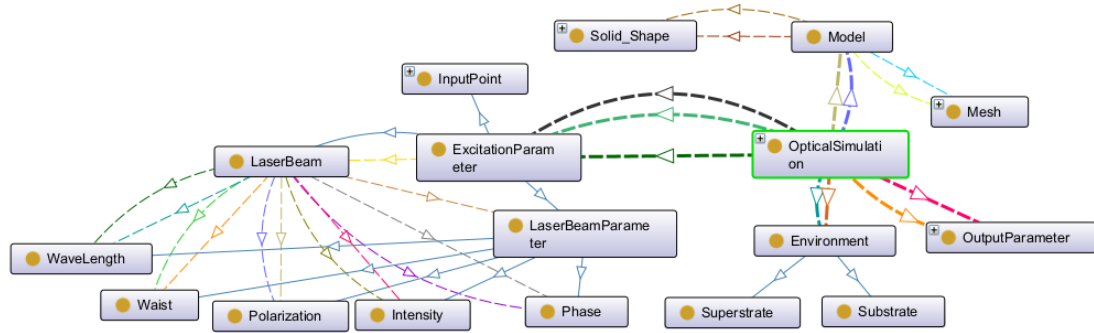 Solid_Shape
Model
InputPoint
Mesh
ExcitationParam
eter
OpticalSimulati
on
LaserBeam
LaserBeamParame
ter
Environment
OutputParameter
WaveLength
Waist
Polarization
Intensity
Phase
Superstrate
Substrate